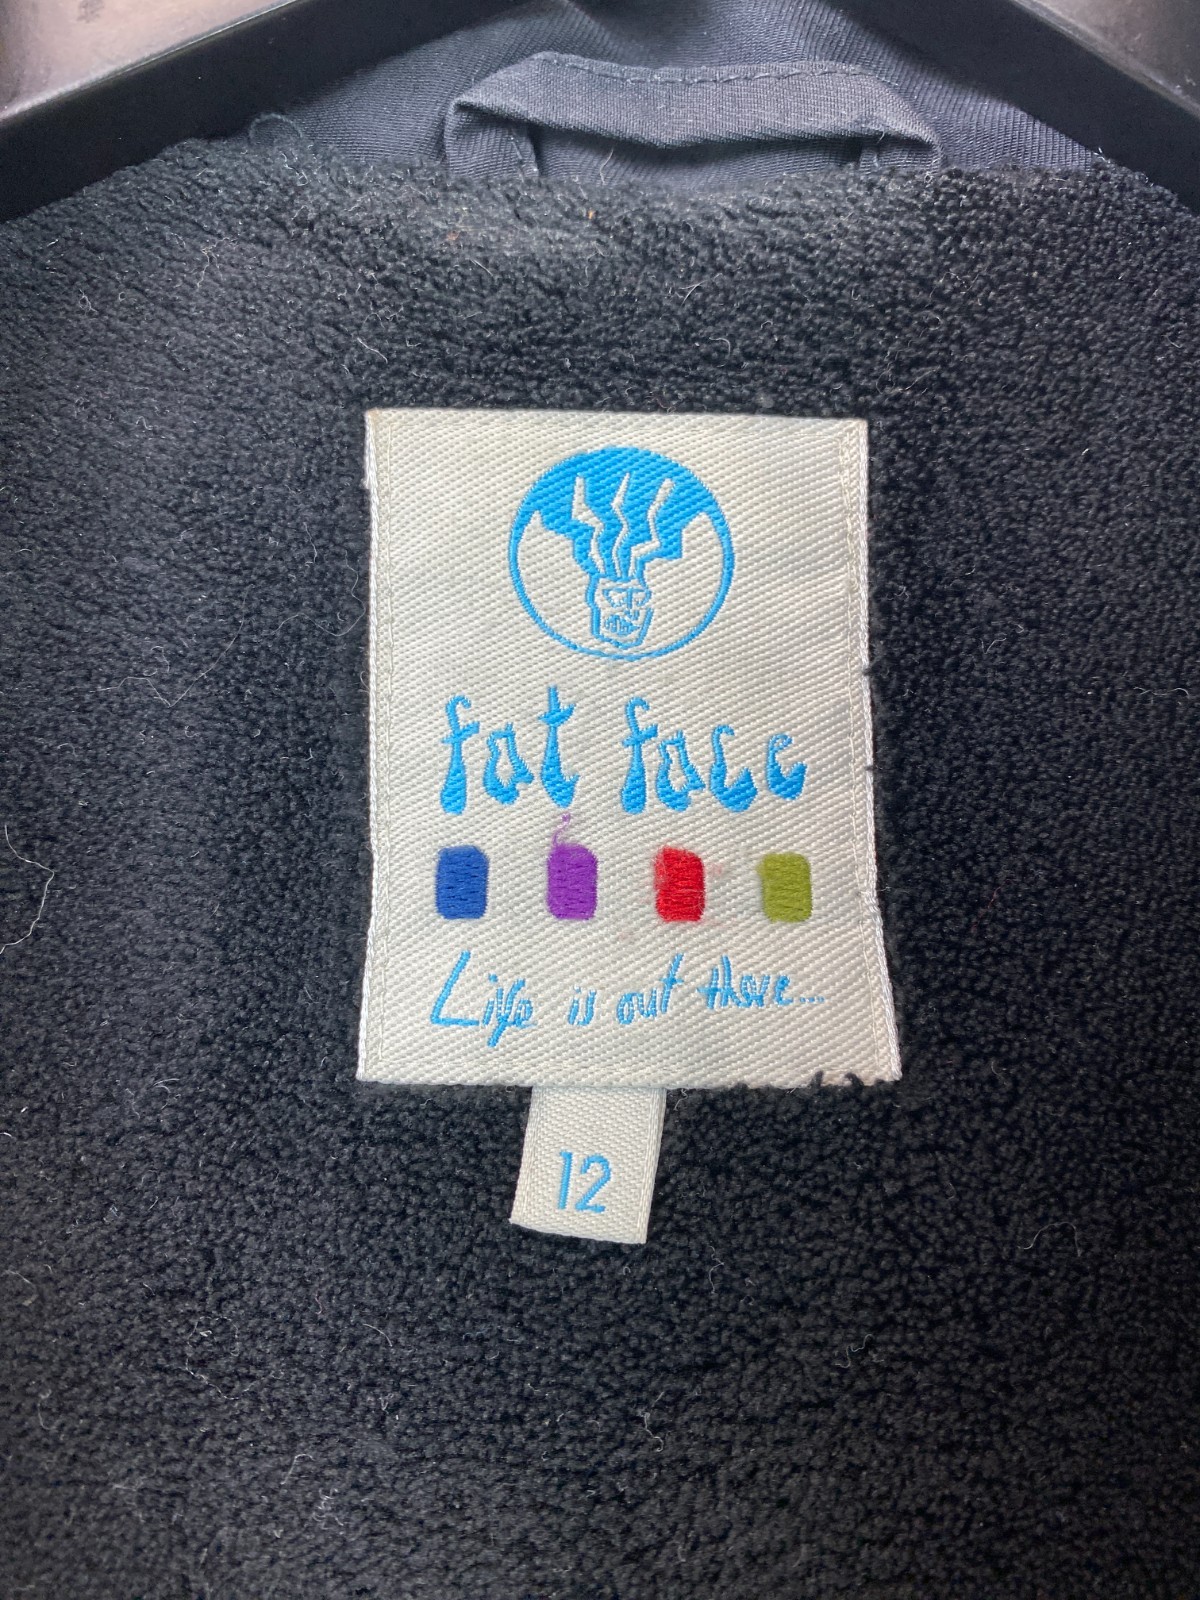 fat face
Life is out there...
12